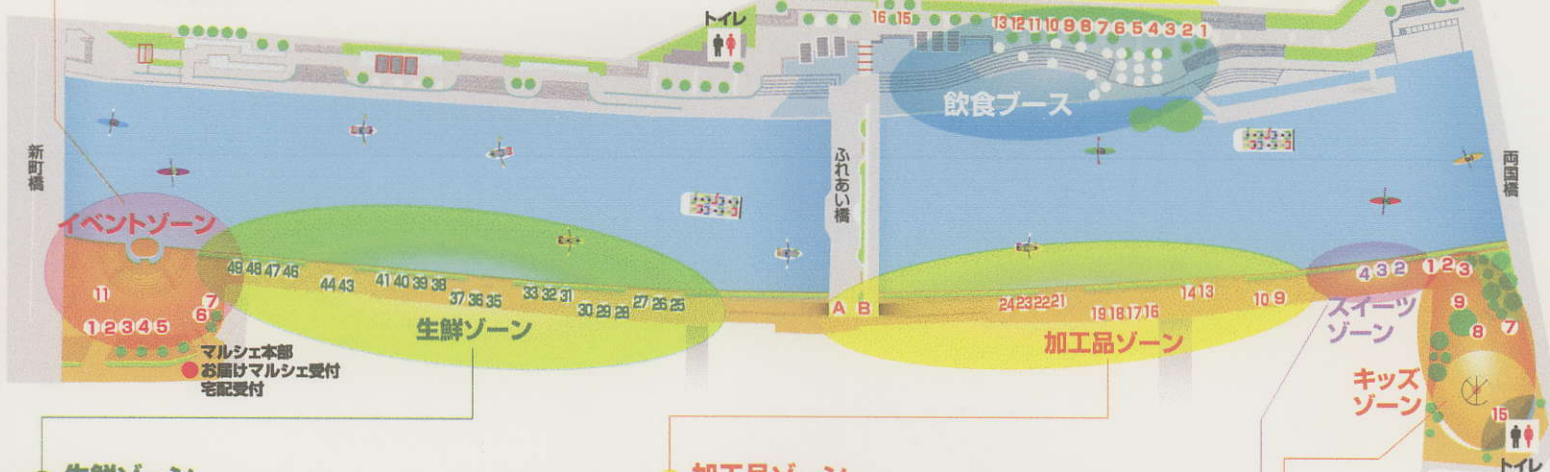 トイレ
16 15
13 12 11 10 9 8 7 6 5 4 3 2 1
飲食ブース
新町橋
ふれあい橋
両国橋
イベントゾーン
49 48 47 46
44 43
41 40 39 38
37 36 35
33 32 31
30 29 28
27 26 25
生鮮ゾーン
11
7
6
1 2 3 4 5
マルシェ本部
お届けマルシェ受付
宅配受付
A B
24 23 22 21
19 18 17 16
14 13
10 9
加工品ゾーン
4 3 2
スイーツ
ゾーン
1 2 3
9
8
7
キッズ
ゾーン
15
トイレ
生鮮ゾーン
加工品ゾーン